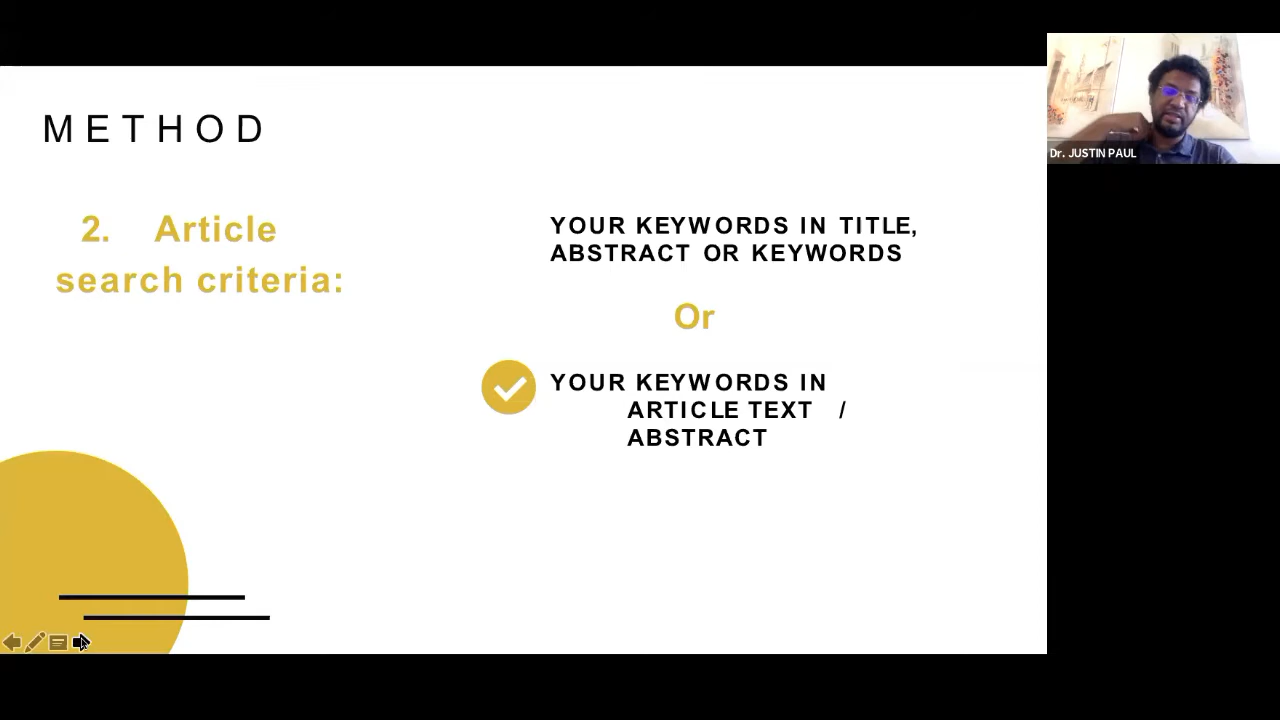 METHOD
2. Article
search criteria:
YOUR KEYWORDS IN TITLE,
ABSTRACT OR KEYWORDS
Or
YOUR KEYWORDS IN
ARTICLE TEXT /
ABSTRACT
Dr. JUSTIN PAUL